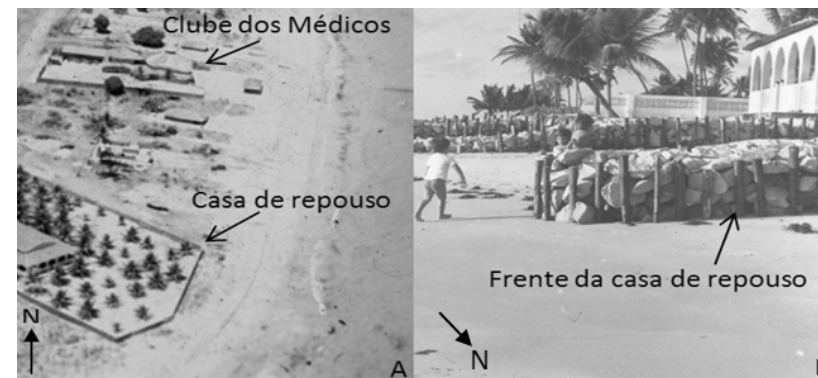 Clube dos Médicos
Casa de repouso
N
A
Frente da casa de repouso
N